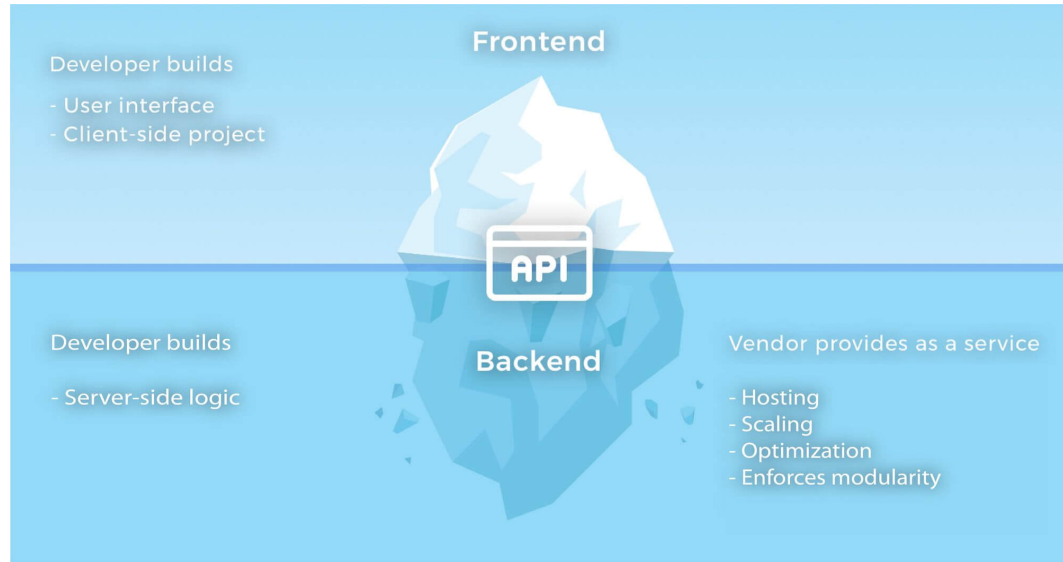 Frontend
Developer builds
- User interface
- Client-side project
API
Developer builds
- Server-side logic
Backend
Vendor provides as a service
- Hosting
- Scaling
- Optimization
- Enforces modularity